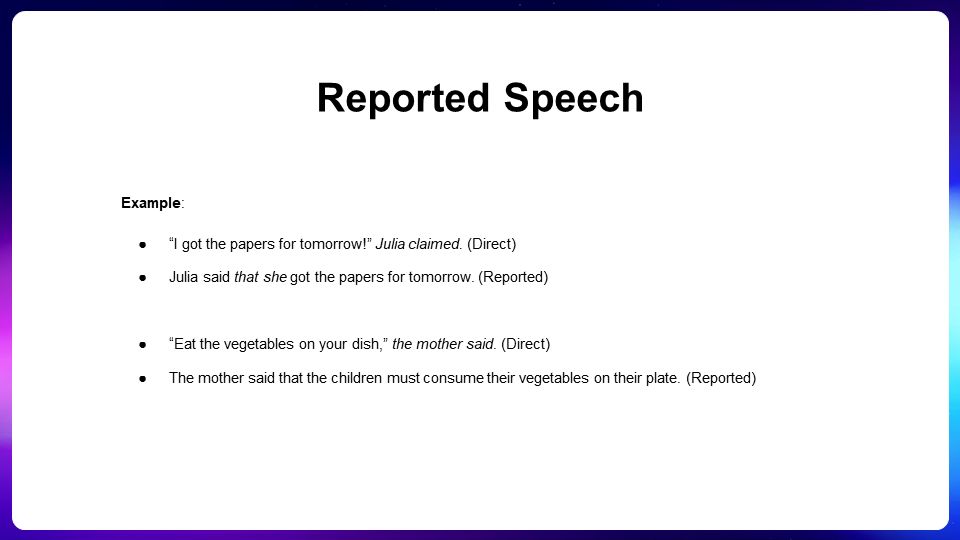 Reported Speech
Example:
● “I got the papers for tomorrow!” Julia claimed. (Direct)
● Julia said that she got the papers for tomorrow. (Reported)
● “Eat the vegetables on your dish,” the mother said. (Direct)
● The mother said that the children must consume their vegetables on their plate. (Reported)